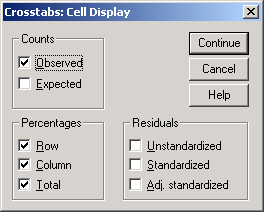 Crosstabs: Cell Display
Counts
Observed
Expected
Continue
Cancel
Help
Percentages
Row
Column
Total
Residuals
Unstandardized
Standardized
Adj. standardized